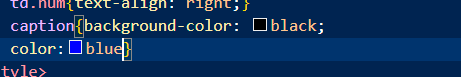 td.num{text-align: right;}
caption{background-color: black;
color:blue}
tyle>